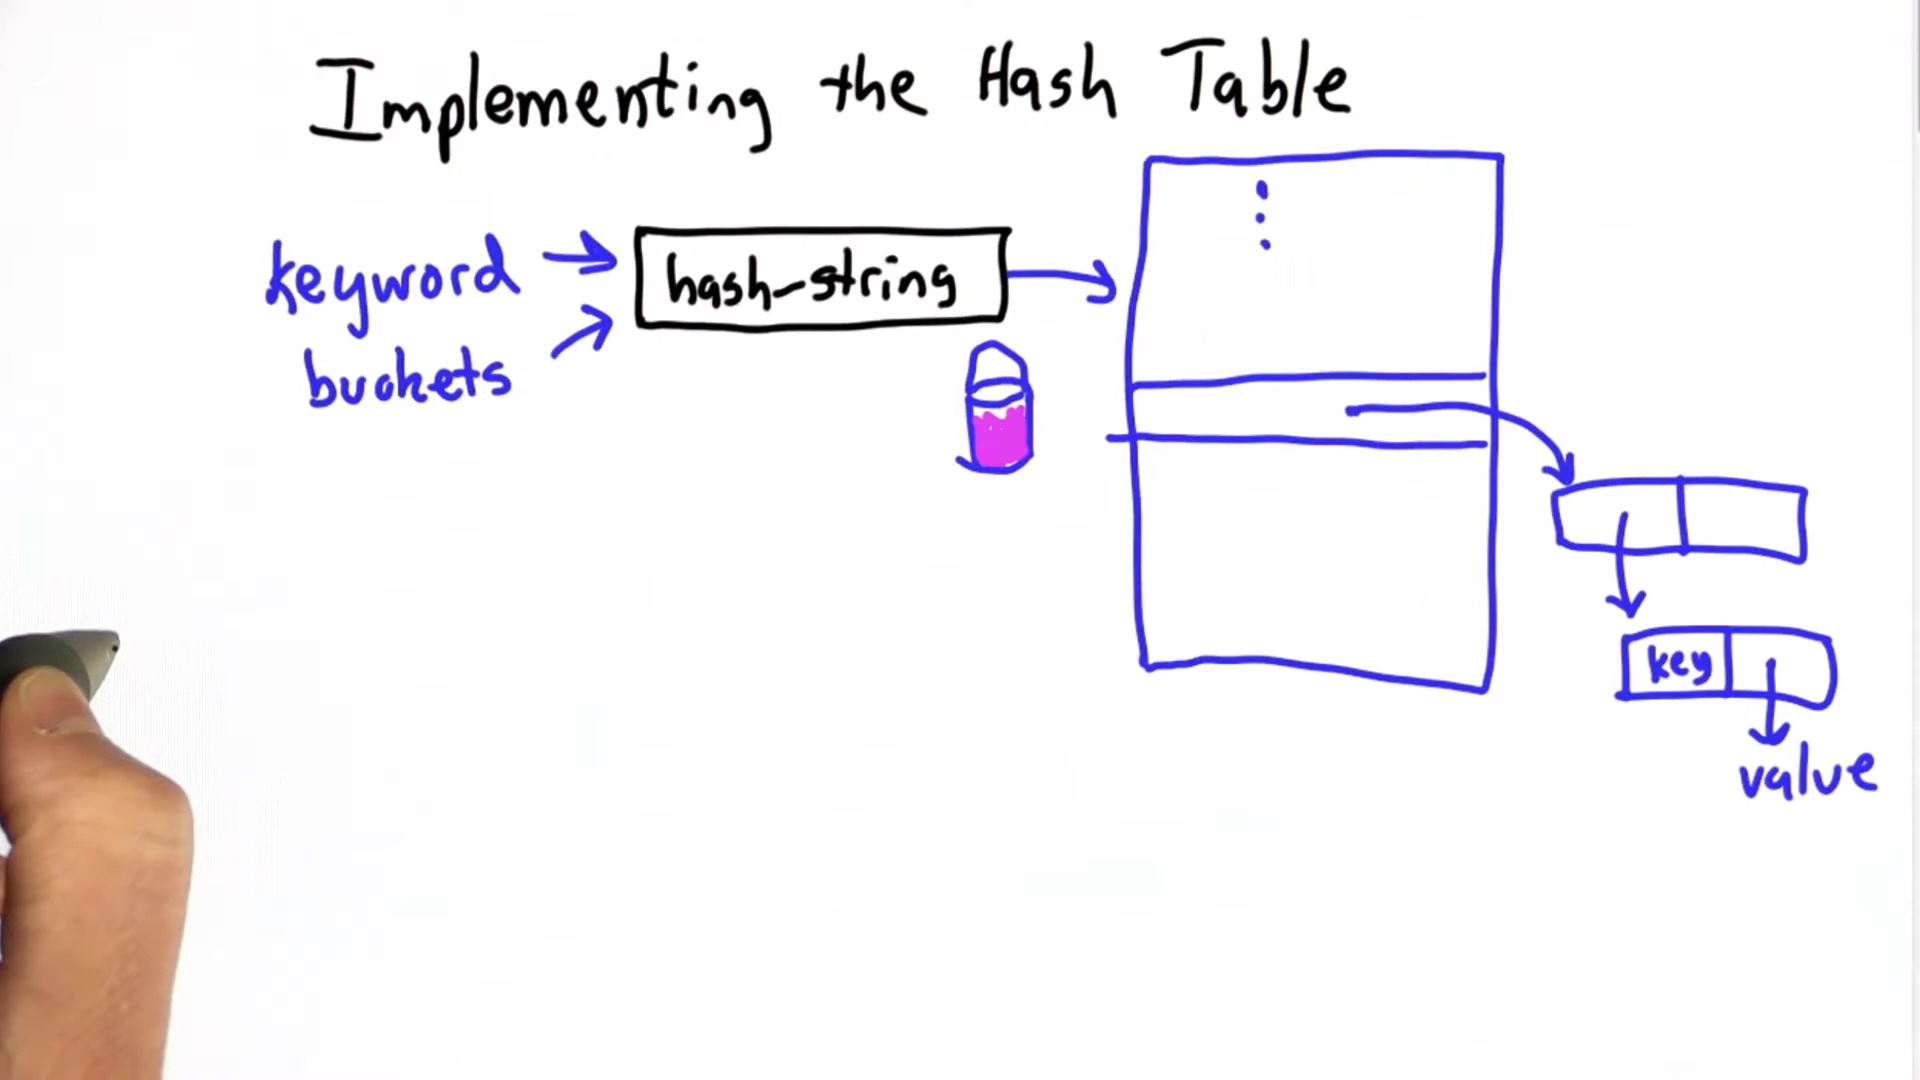 Implementing the Hash Table
keyword
buckets
hash-string
key
value